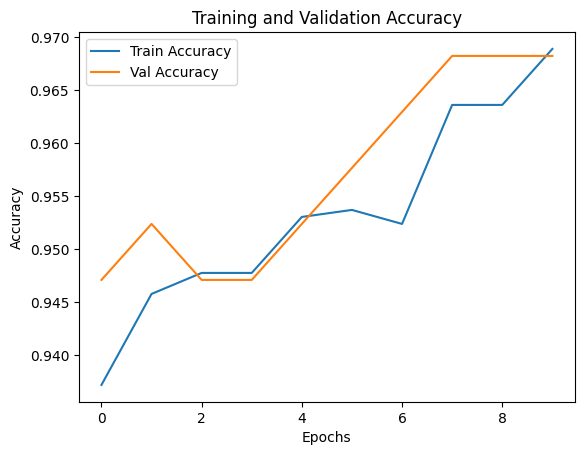 Training and Validation Accuracy
Train Accuracy
Val Accuracy
Accuracy
0.970
0.965
0.960
0.955
0.950
0.945
0.940
0 2 4 6 8
Epochs